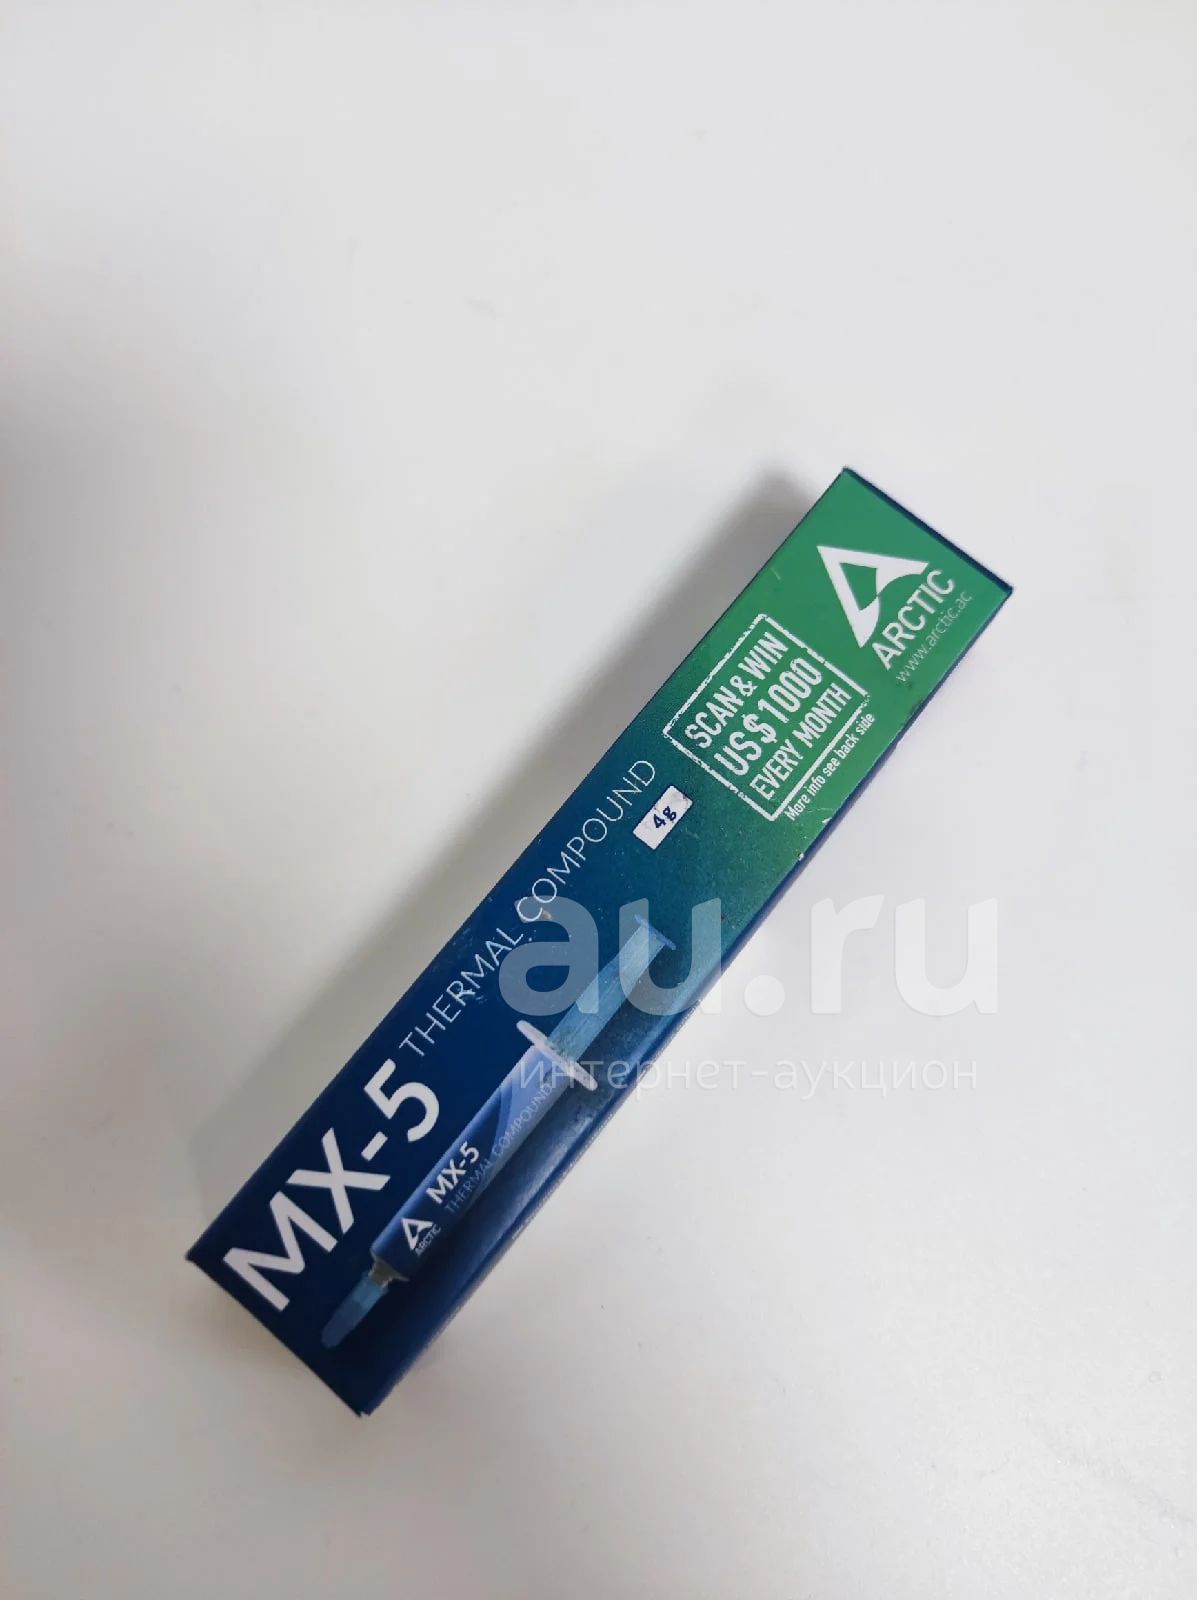 ARCTIC
www.arctic.ac
SCAN & WIN
US$1000
EVERY MONTH
More info see back side
MX-5 THERMAL COMPOUND
4g
MX-5
THERMAL COMPOUND
ARCTIC
au.ru
интернет-аукцион